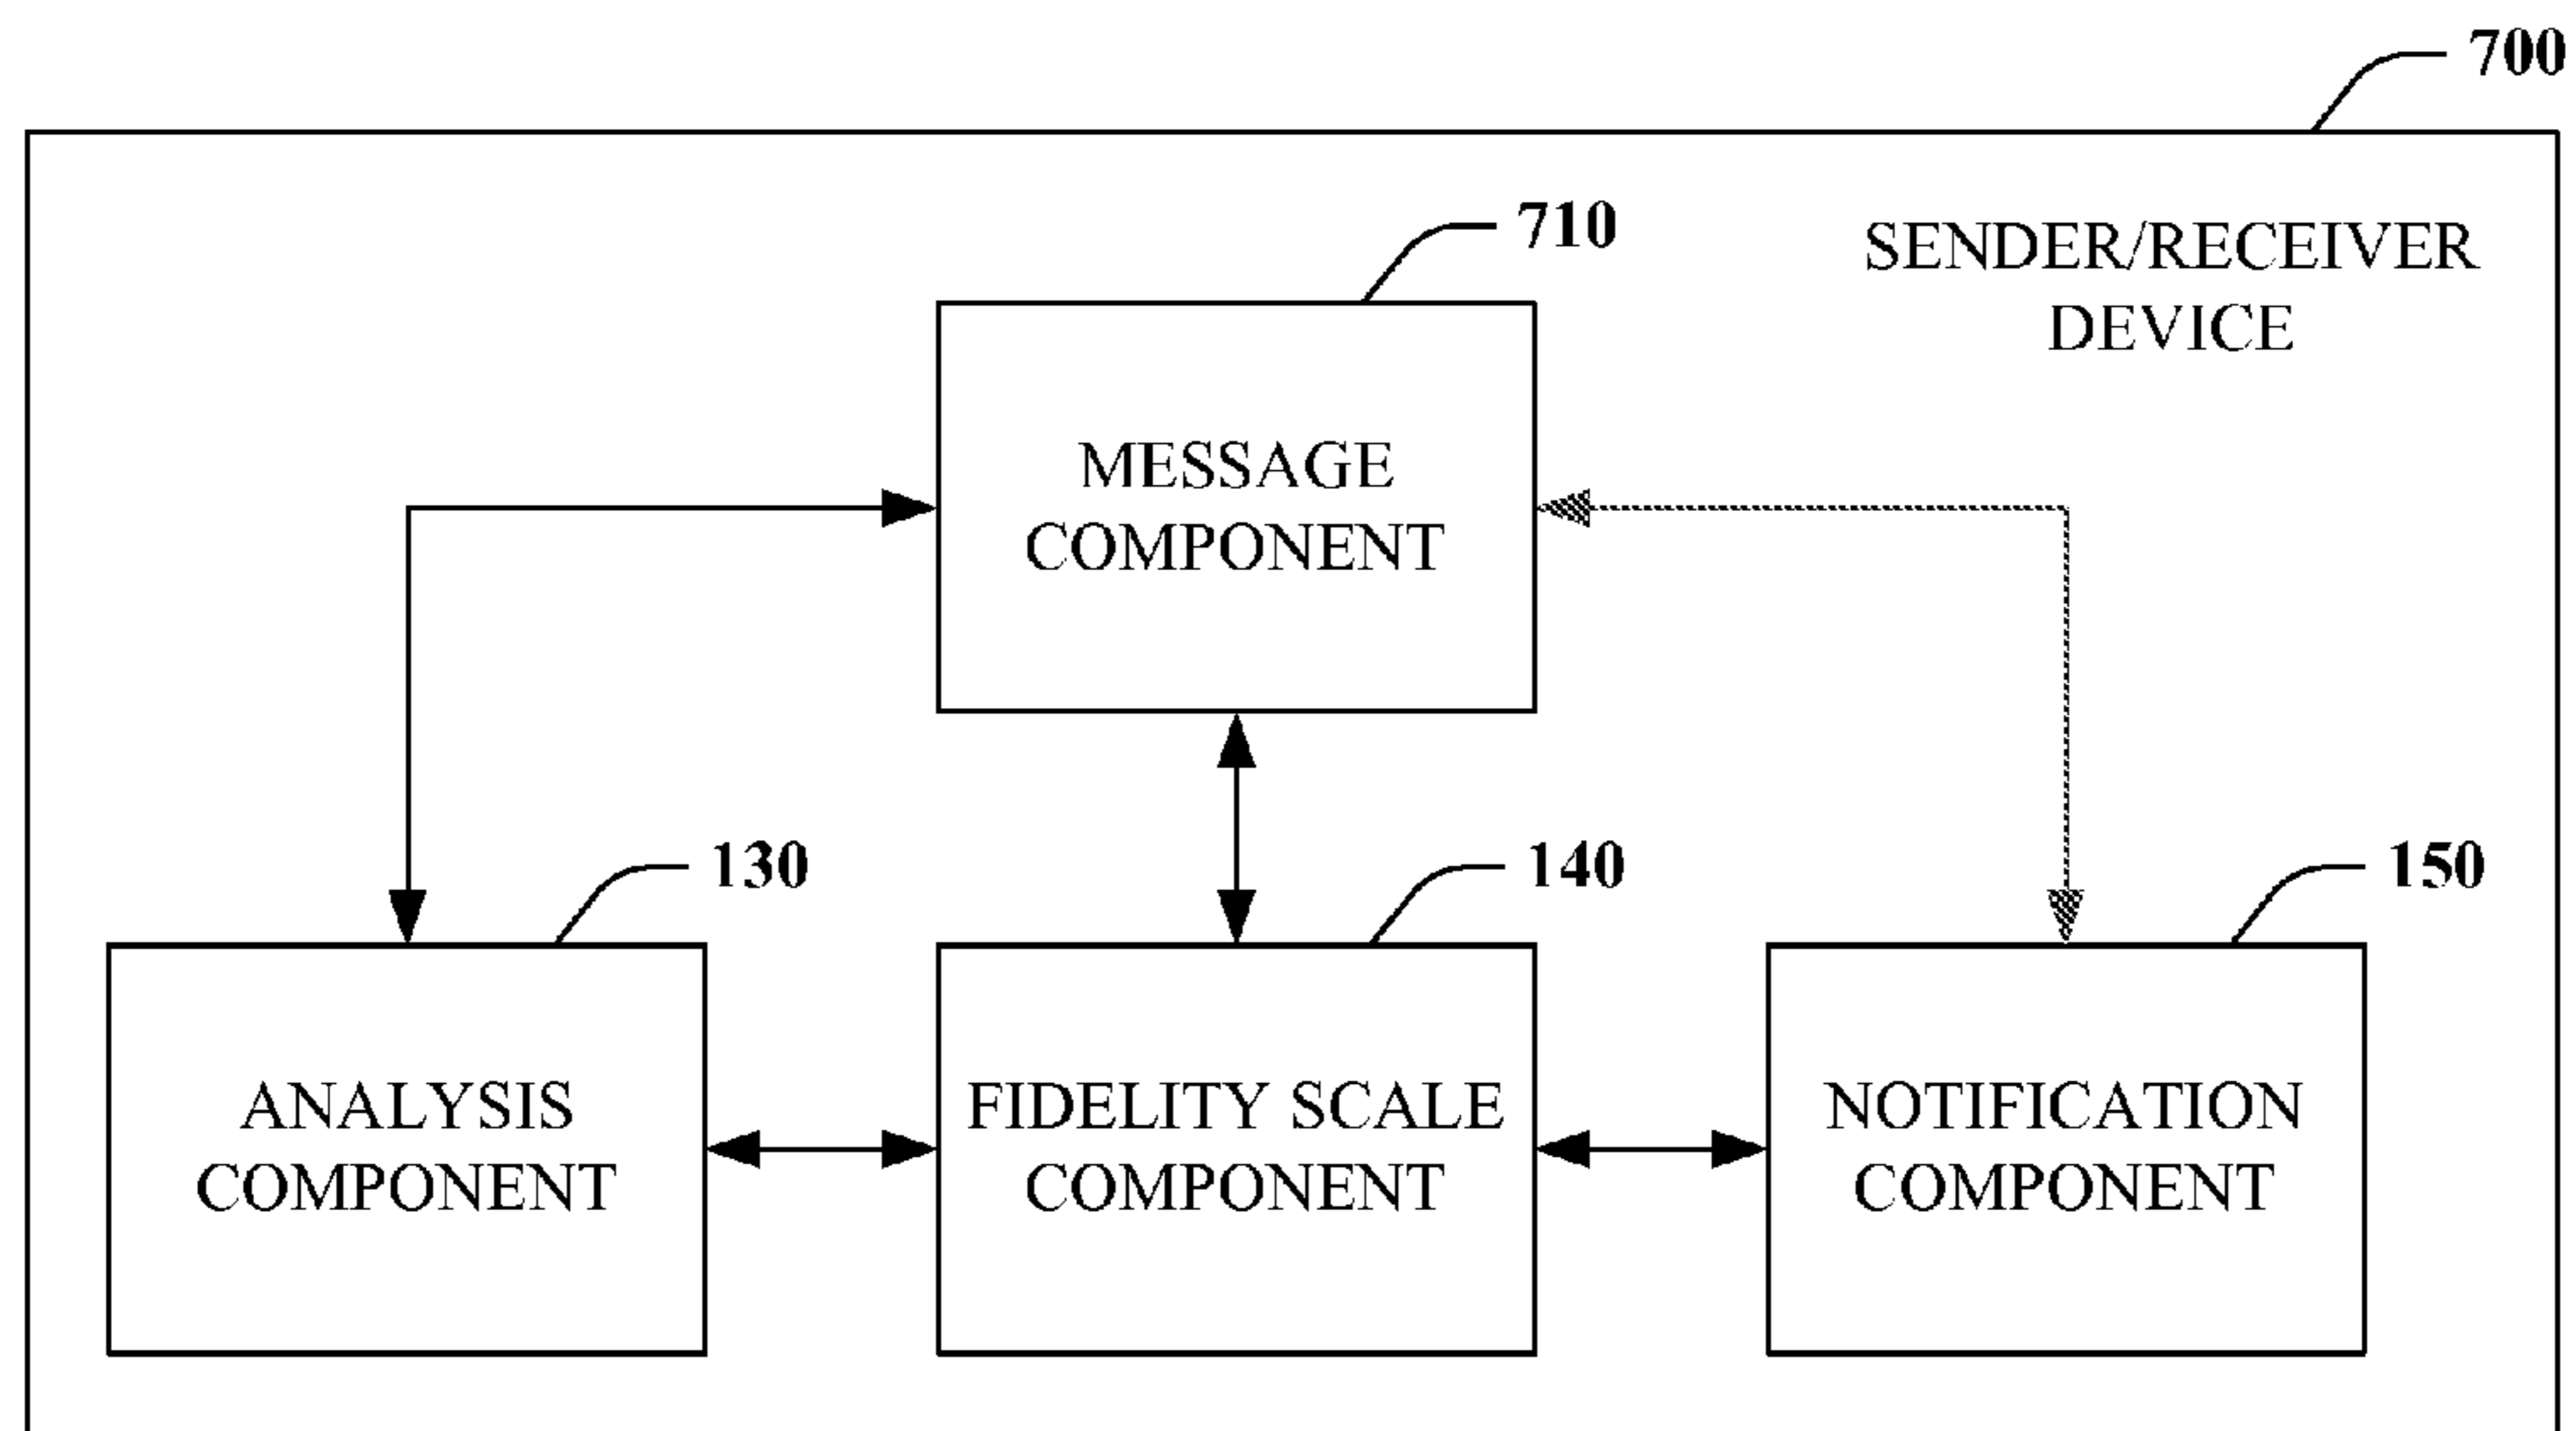 700
710
SENDER/RECEIVER
DEVICE
MESSAGE
COMPONENT
130
140
150
ANALYSIS
COMPONENT
FIDELITY SCALE
COMPONENT
NOTIFICATION
COMPONENT